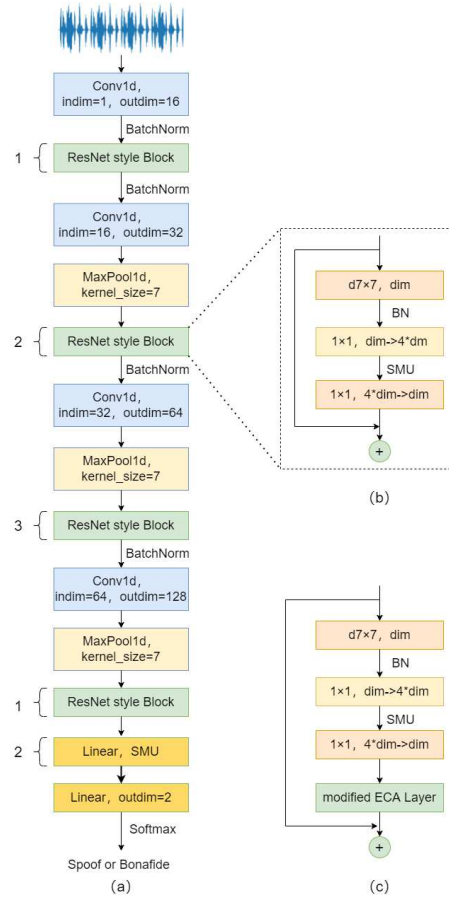 Conv1d,
indim=1, outdim=16
BatchNorm
1
ResNet style Block
BatchNorm
Conv1d,
indim=16, outdim=32
MaxPool1d,
kernel_size=7
2
ResNet style Block
BatchNorm
Conv1d,
indim=32, outdim=64
MaxPool1d,
kernel_size=7
3
ResNet style Block
BatchNorm
Conv1d,
indim=64, outdim=128
MaxPool1d,
kernel_size=7
1
ResNet style Block
2
Linear, SMU
Linear, outdim=2
Softmax
Spoof or Bonafide
(a)
d7×7, dim
BN
1×1, dim->4*dm
SMU
1×1, 4*dim->dim
+
(b)
d7×7, dim
BN
1×1, dim->4*dim
SMU
1×1, 4*dim->dim
modified ECA Layer
+
(c)